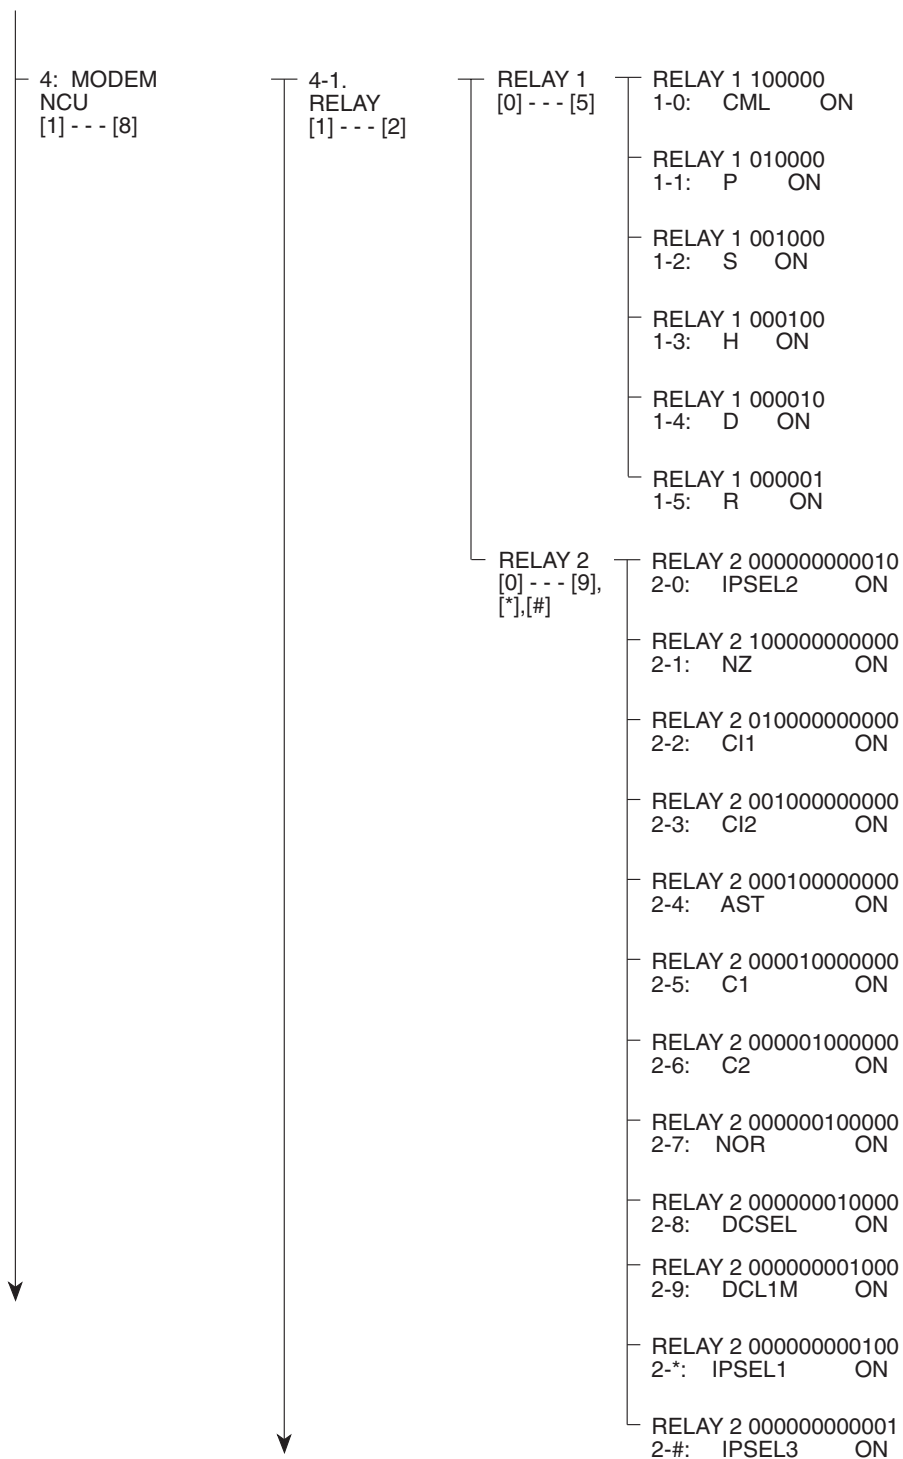 4: MODEM
NCU
[1] - - - [8]
4-1.
RELAY
[1] - - - [2]
RELAY 1
[0] - - - [5]
RELAY 1 100000
1-0: CML ON
RELAY 1 010000
1-1: P ON
RELAY 1 001000
1-2: S ON
RELAY 1 000100
1-3: H ON
RELAY 1 000010
1-4: D ON
RELAY 1 000001
1-5: R ON
RELAY 2
[0] - - - [9],
[*],[#]
RELAY 2 000000000010
2-0: IPSEL2 ON
RELAY 2 100000000000
2-1: NZ ON
RELAY 2 010000000000
2-2: CI1 ON
RELAY 2 001000000000
2-3: CI2 ON
RELAY 2 000100000000
2-4: AST ON
RELAY 2 000010000000
2-5: C1 ON
RELAY 2 000001000000
2-6: C2 ON
RELAY 2 000000100000
2-7: NOR ON
RELAY 2 000000010000
2-8: DCSEL ON
RELAY 2 000000001000
2-9: DCL1M ON
RELAY 2 000000000100
2-*: IPSEL1 ON
RELAY 2 000000000001
2-#: IPSEL3 ON